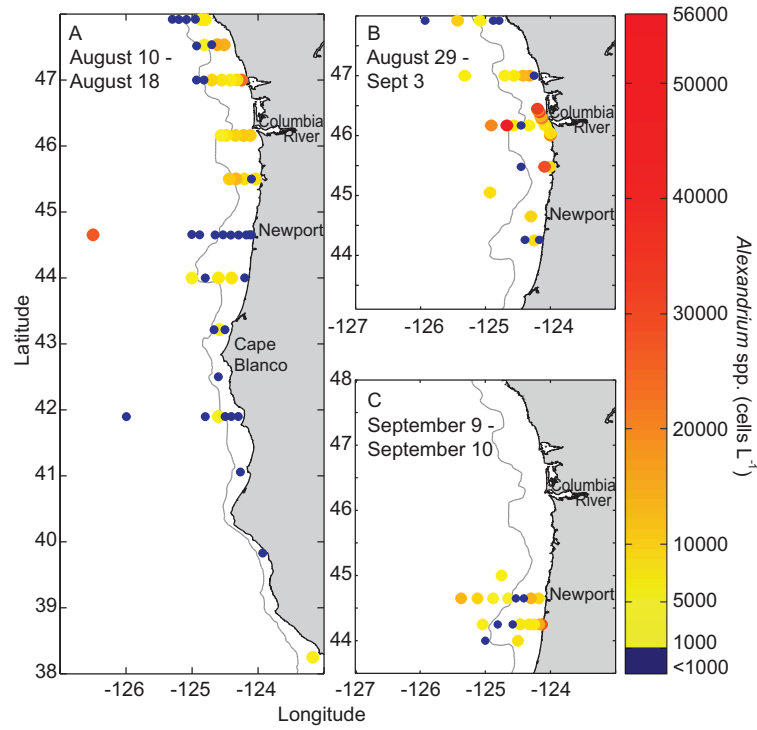 A
August 10 -
August 18
47
46
45
44
43
42
41
40
39
38
-126
-125
-124
Columbia
River
Newport
Cape
Blanco
Latitude
Longitude
B
August 29 -
Sept 3
47
46
45
44
-127
-126
-125
-124
Columbia
River
Newport
C
September 9 -
September 10
48
47
46
45
44
-127
-126
-125
-124
Columbia
River
Newport
56000
50000
40000
30000
20000
10000
5000
1000
<1000
Alexandrium spp. (cells L⁻¹)